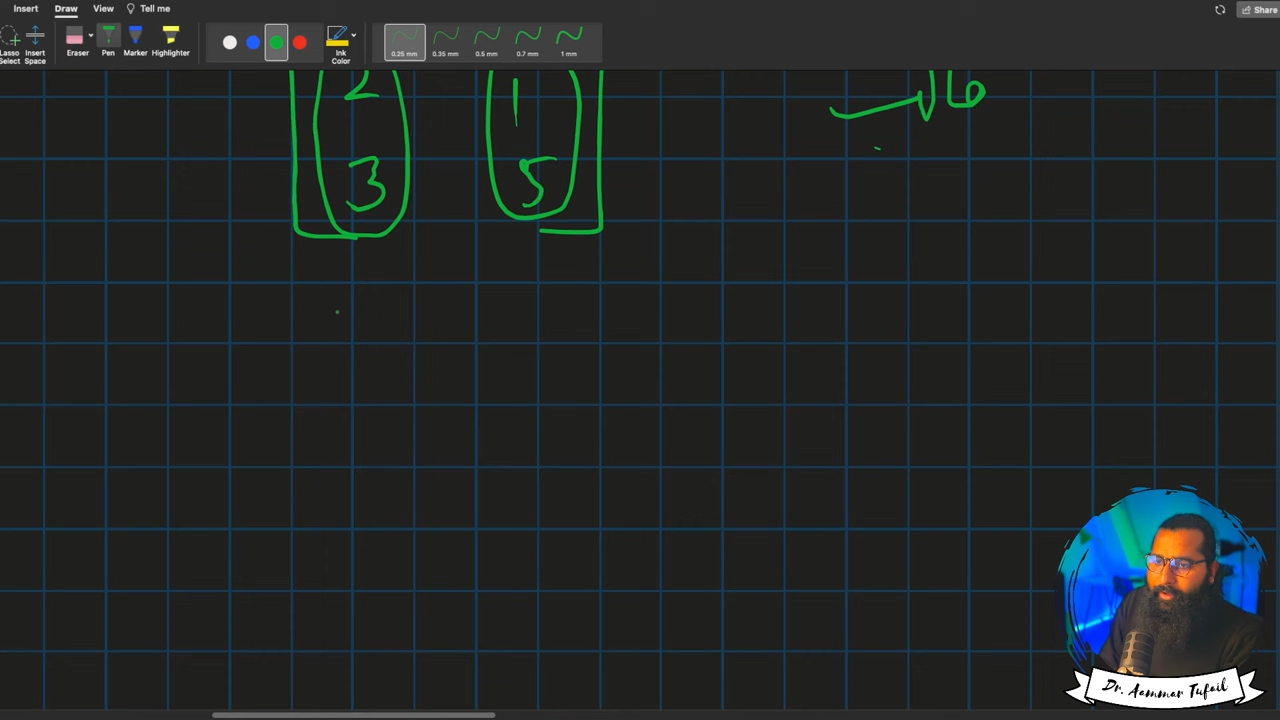 Insert Draw View Tell me
Share
Lasso Select
Insert Space
Eraser
Pen
Marker
Highlighter
Ink Color
0.25 mm
0.35 mm
0.5 mm
0.7 mm
1 mm
2 1
3 5
Dr. Aammar Tufail